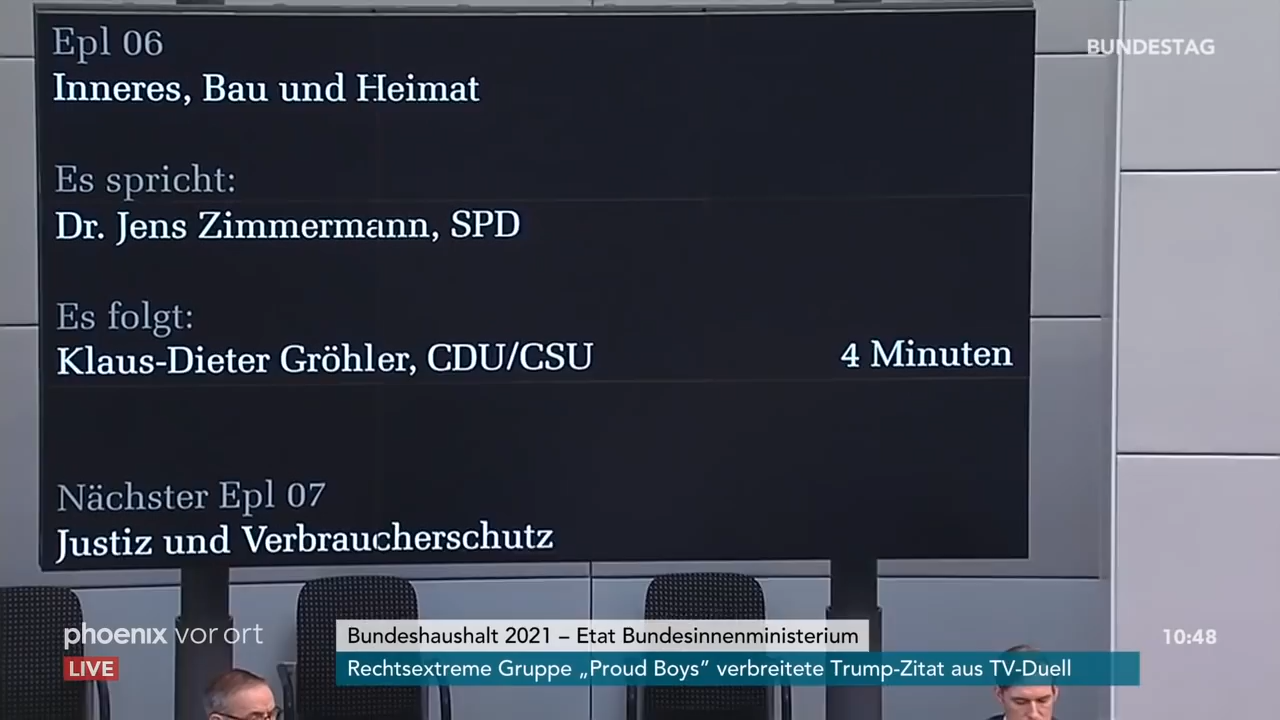 Epl 06
Inneres, Bau und Heimat
BUNDESTAG
Es spricht:
Dr. Jens Zimmermann, SPD
Es folgt:
Klaus-Dieter Gröhler, CDU/CSU 4 Minuten
Nächster Epl 07
Justiz und Verbraucherschutz
phoenix vor ort
LIVE
Bundeshaushalt 2021 – Etat Bundesinnenministerium
Rechtsextreme Gruppe „Proud Boys“ verbreitete Trump-Zitat aus TV-Duell
10:48